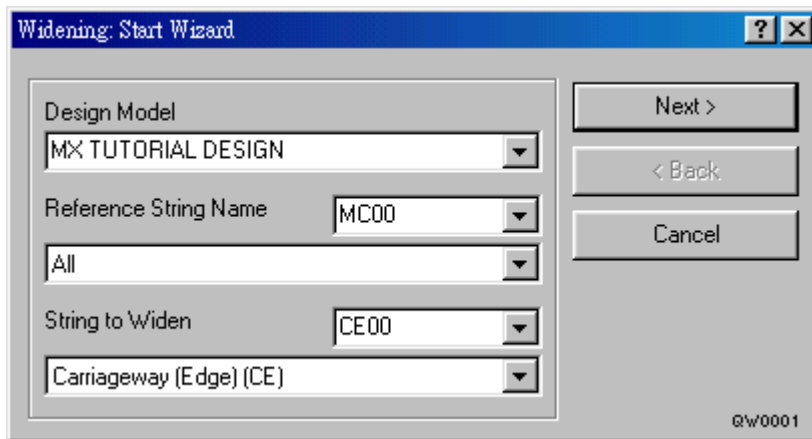 Widening: Start Wizard
Design Model
MX TUTORIAL DESIGN
Reference String Name
MC00
All
String to Widen
CE00
Carriageway (Edge) (CE)
Next >
< Back
Cancel
QW0001